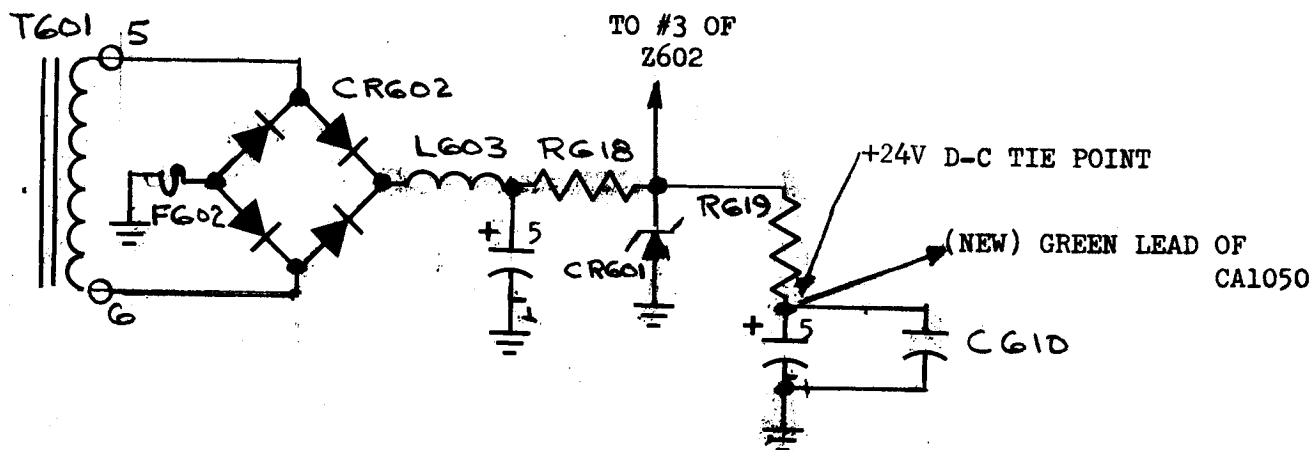 T601
5
TO #3 OF
Z602
CR602
L603
R618
+24V D-C TIE POINT
F602
R619
(NEW) GREEN LEAD OF
CA1050
+ 5
CR601
6
+ 5
C610